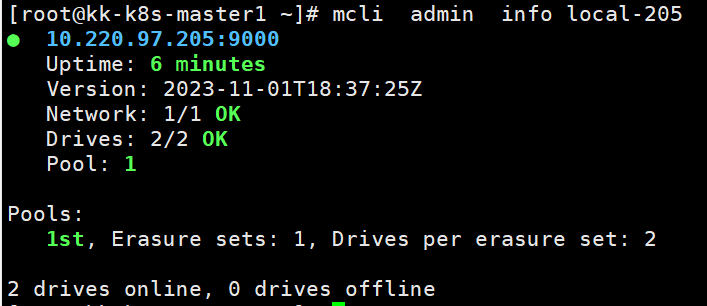 [root@kk-k8s-master1 ~]# mcli  admin  info local-205
●  10.220.97.205:9000
   Uptime: 6 minutes
   Version: 2023-11-01T18:37:25Z
   Network: 1/1 OK
   Drives: 2/2 OK
   Pool: 1

Pools:
   1st, Erasure sets: 1, Drives per erasure set: 2

2 drives online, 0 drives offline